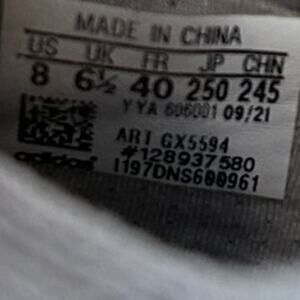 MADE IN CHINA
US UK FR JP CHN
8 6½ 40 250 245
YYA 606001 09/21
ART GX5594
#128937580
adidas I197DNS600961